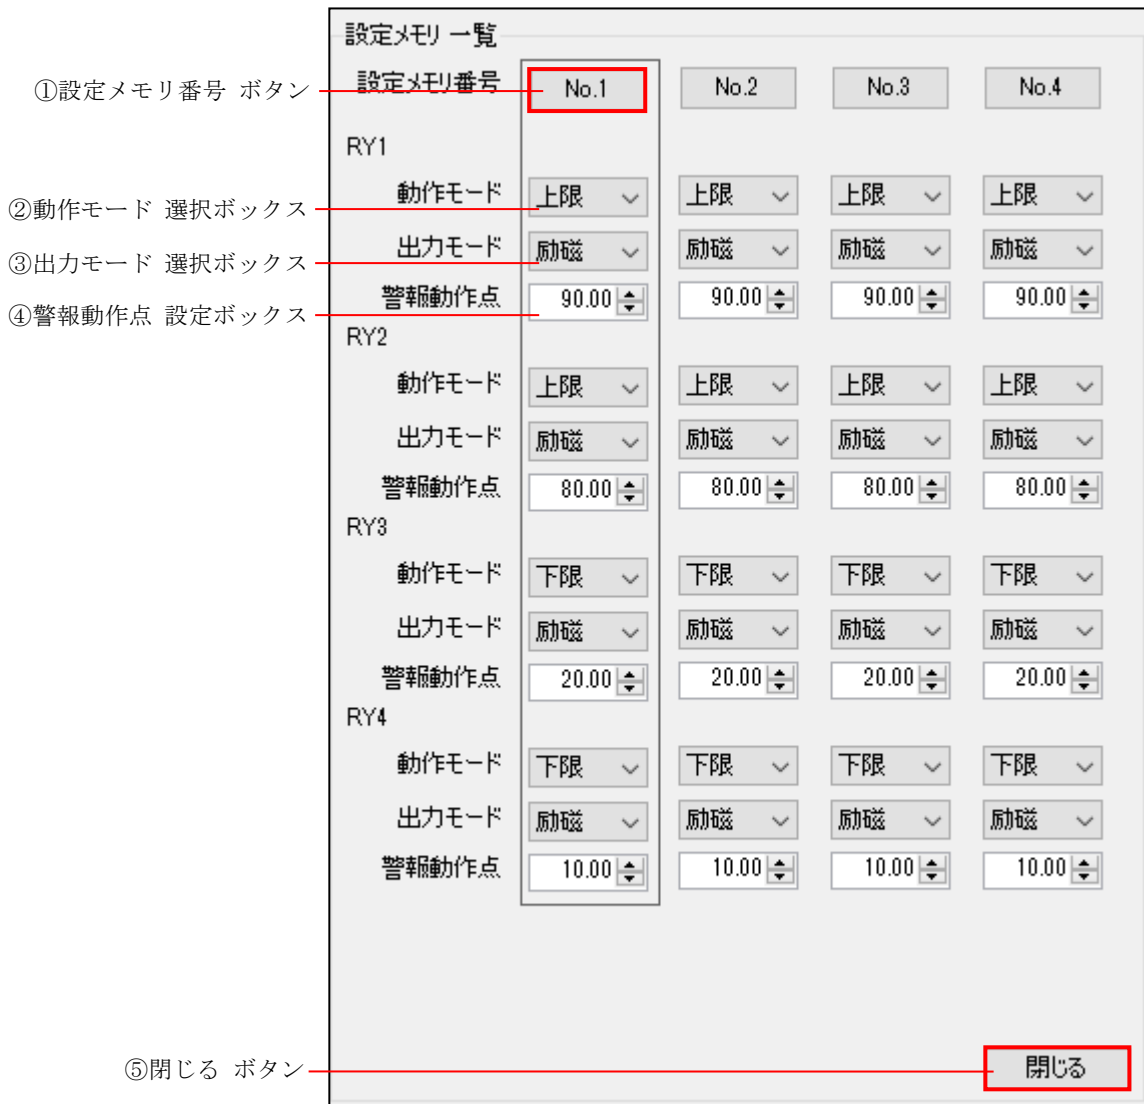 設定メモリ 一覧
①設定メモリ番号 ボタン 設定メモリ番号 No.1 No.2 No.3 No.4
RY1
②動作モード 選択ボックス 動作モード 上限 上限 上限 上限
③出力モード 選択ボックス 出力モード 励磁 励磁 励磁 励磁
④警報動作点 設定ボックス 警報動作点 90.00 90.00 90.00 90.00
RY2
動作モード 上限 上限 上限 上限
出力モード 励磁 励磁 励磁 励磁
警報動作点 80.00 80.00 80.00 80.00
RY3
動作モード 下限 下限 下限 下限
出力モード 励磁 励磁 励磁 励磁
警報動作点 20.00 20.00 20.00 20.00
RY4
動作モード 下限 下限 下限 下限
出力モード 励磁 励磁 励磁 励磁
警報動作点 10.00 10.00 10.00 10.00
⑤閉じる ボタン 閉じる